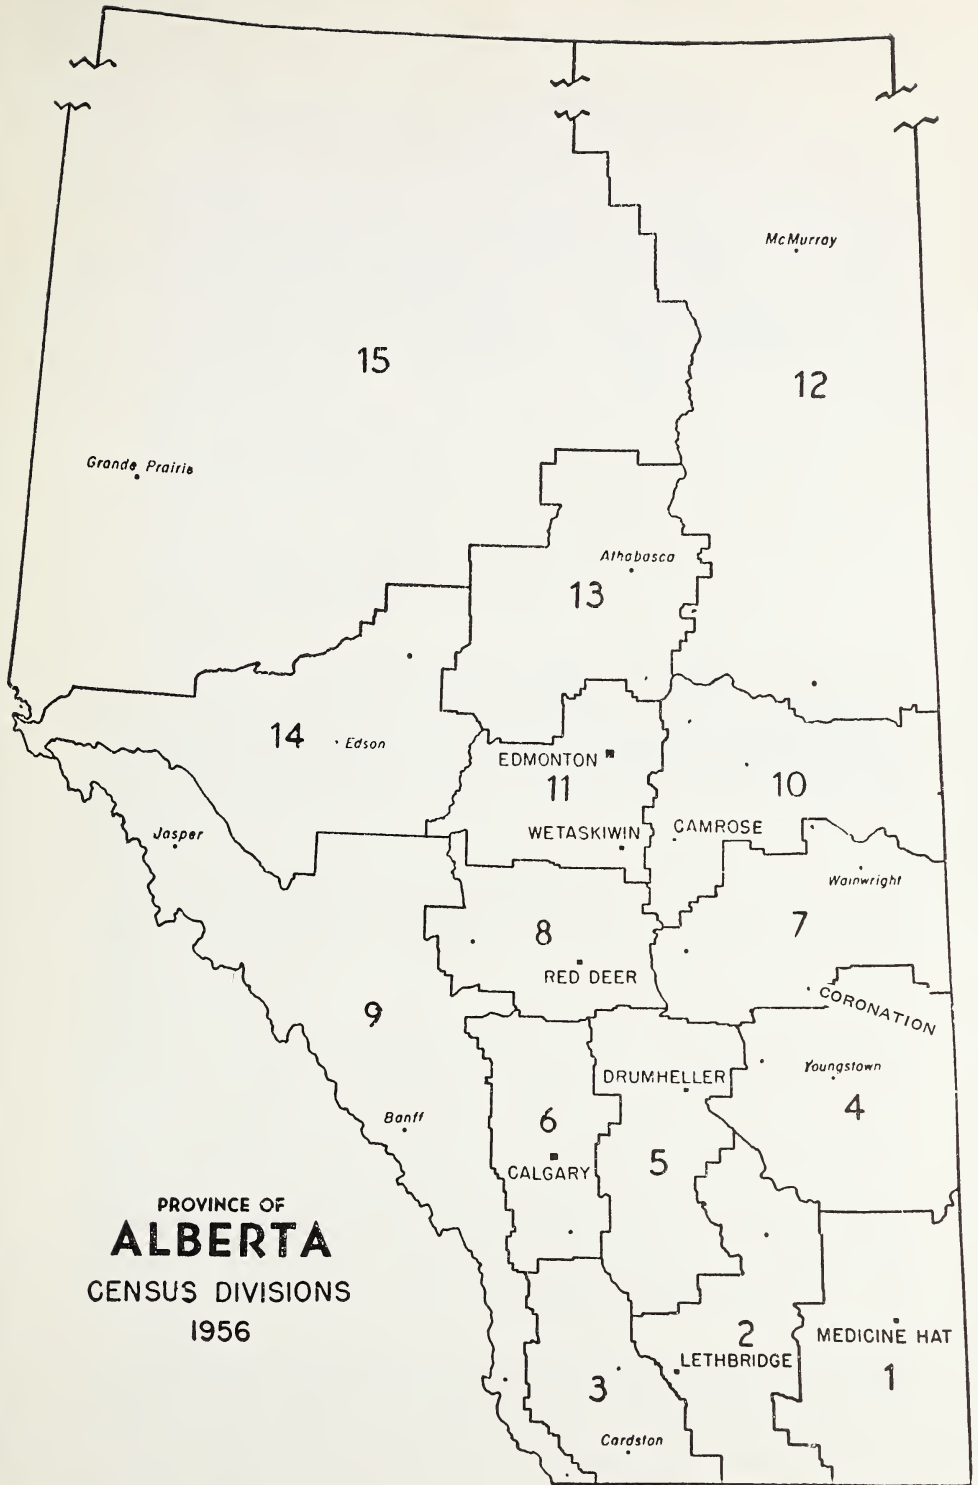 McMurray
15
12
Grande Prairie
Athabasca
13
14
Edson
EDMONTON
11
10
WETASKIWIN
CAMROSE
Jasper
Wainwright
8
7
RED DEER
9
CORONATION
Youngstown
DRUMHELLER
4
Banff
6
5
CALGARY
PROVINCE OF
ALBERTA
CENSUS DIVISIONS
1956
2
MEDICINE HAT
LETHBRIDGE
3
1
Cardston